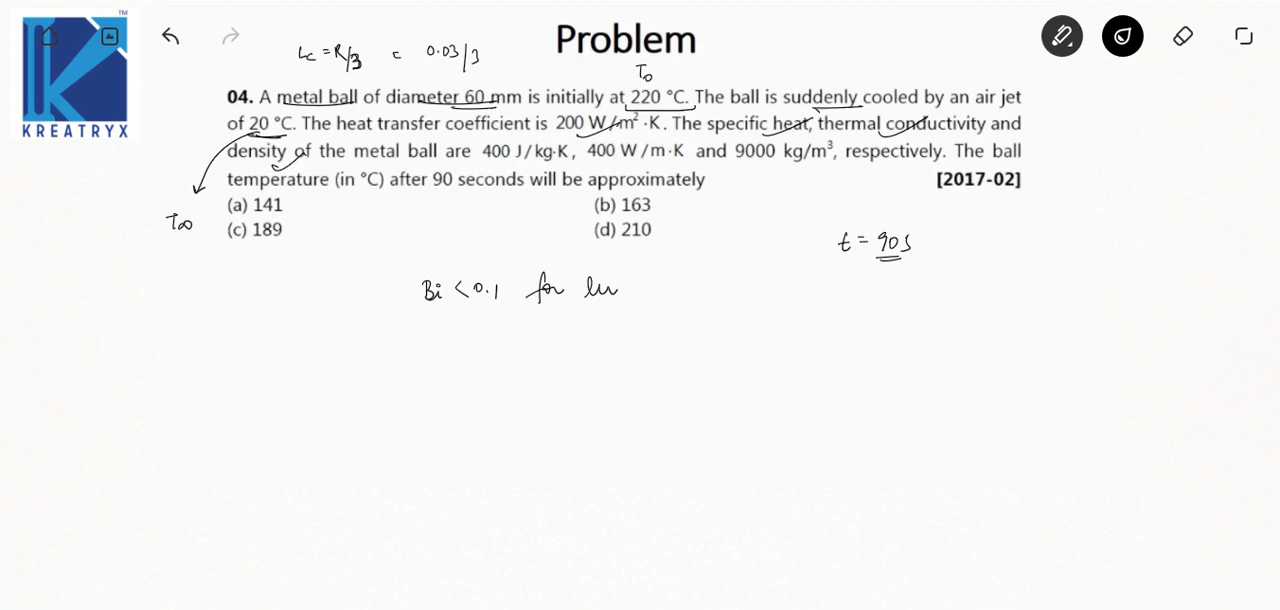 TM
KREATRYX
Problem
Lc = R/3 = 0.03/3
To
04. A metal ball of diameter 60 mm is initially at 220 °C. The ball is suddenly cooled by an air jet
of 20 °C. The heat transfer coefficient is 200 W/m²·K. The specific heat, thermal conductivity and
density of the metal ball are 400 J/kg·K, 400 W/m·K and 9000 kg/m³, respectively. The ball
temperature (in °C) after 90 seconds will be approximately [2017-02]
T∞
(a) 141 (b) 163
(c) 189 (d) 210
t = 90s
Bi < 0.1 for lu